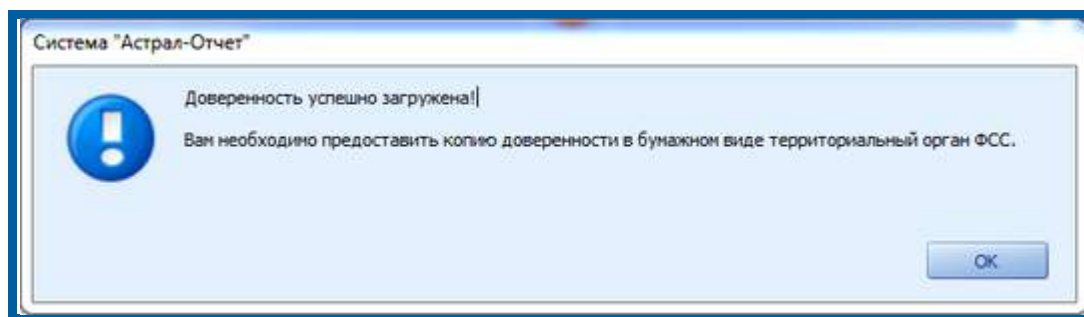 Система "Астрал-Отчет"
Доверенность успешно загружена!
Вам необходимо предоставить копию доверенности в бумажном виде территориальный орган ФСС.
OK